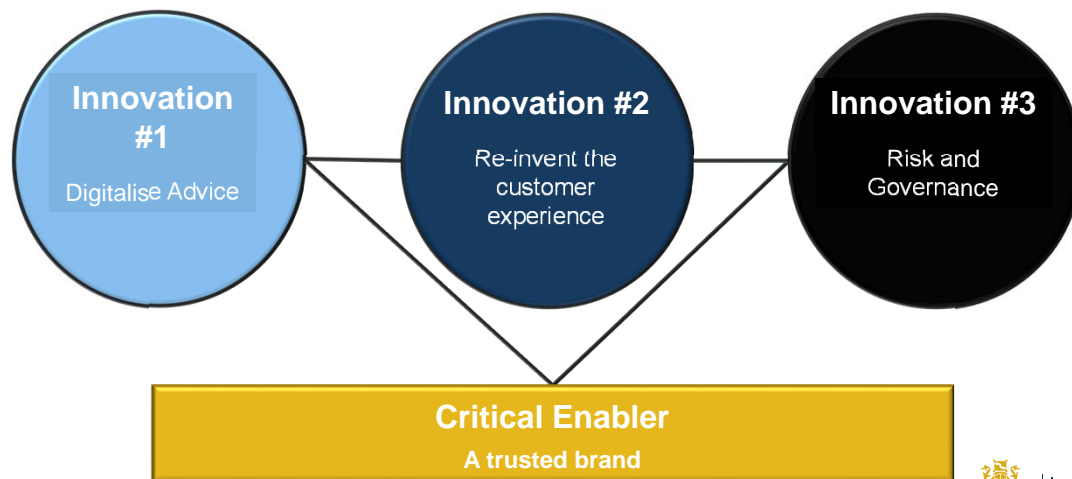 Innovation
#1
Digitalise Advice
Innovation #2
Re-invent the
customer
experience
Innovation #3
Risk and
Governance
Critical Enabler
A trusted brand